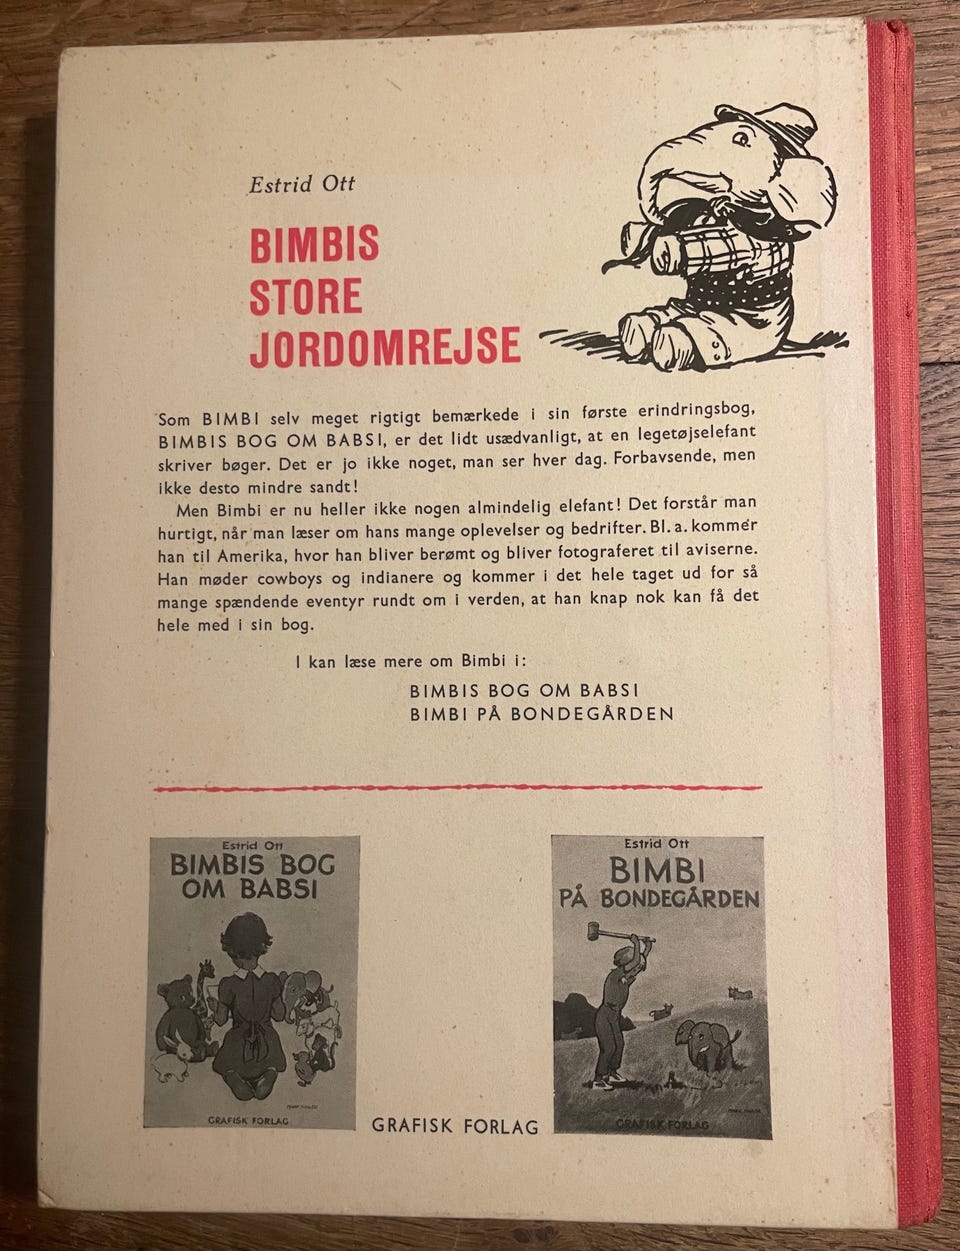 Estrid Ott
BIMBIS
STORE
JORDOMREJSE
Som BIMBI selv meget rigtigt bemærkede i sin første erindringsbog,
BIMBIS BOG OM BABSI, er det lidt usædvanligt, at en legetøjselefant
skriver bøger. Det er jo ikke noget, man ser hver dag. Forbavsende, men
ikke desto mindre sandt!
Men Bimbi er nu heller ikke nogen almindelig elefant! Det forstår man
hurtigt, når man læser om hans mange oplevelser og bedrifter. Bl. a. kommer
han til Amerika, hvor han bliver berømt og bliver fotograferet til aviserne.
Han møder cowboys og indianere og kommer i det hele taget ud for så
mange spændende eventyr rundt om i verden, at han knap nok kan få det
hele med i sin bog.
I kan læse mere om Bimbi i:
BIMBIS BOG OM BABSI
BIMBI PÅ BONDEGÅRDEN
Estrid Ott
BIMBIS BOG
OM BABSI
GRAFISK FORLAG
GRAFISK FORLAG
Estrid Ott
BIMBI
PÅ BONDEGÅRDEN
GRAFISK FORLAG